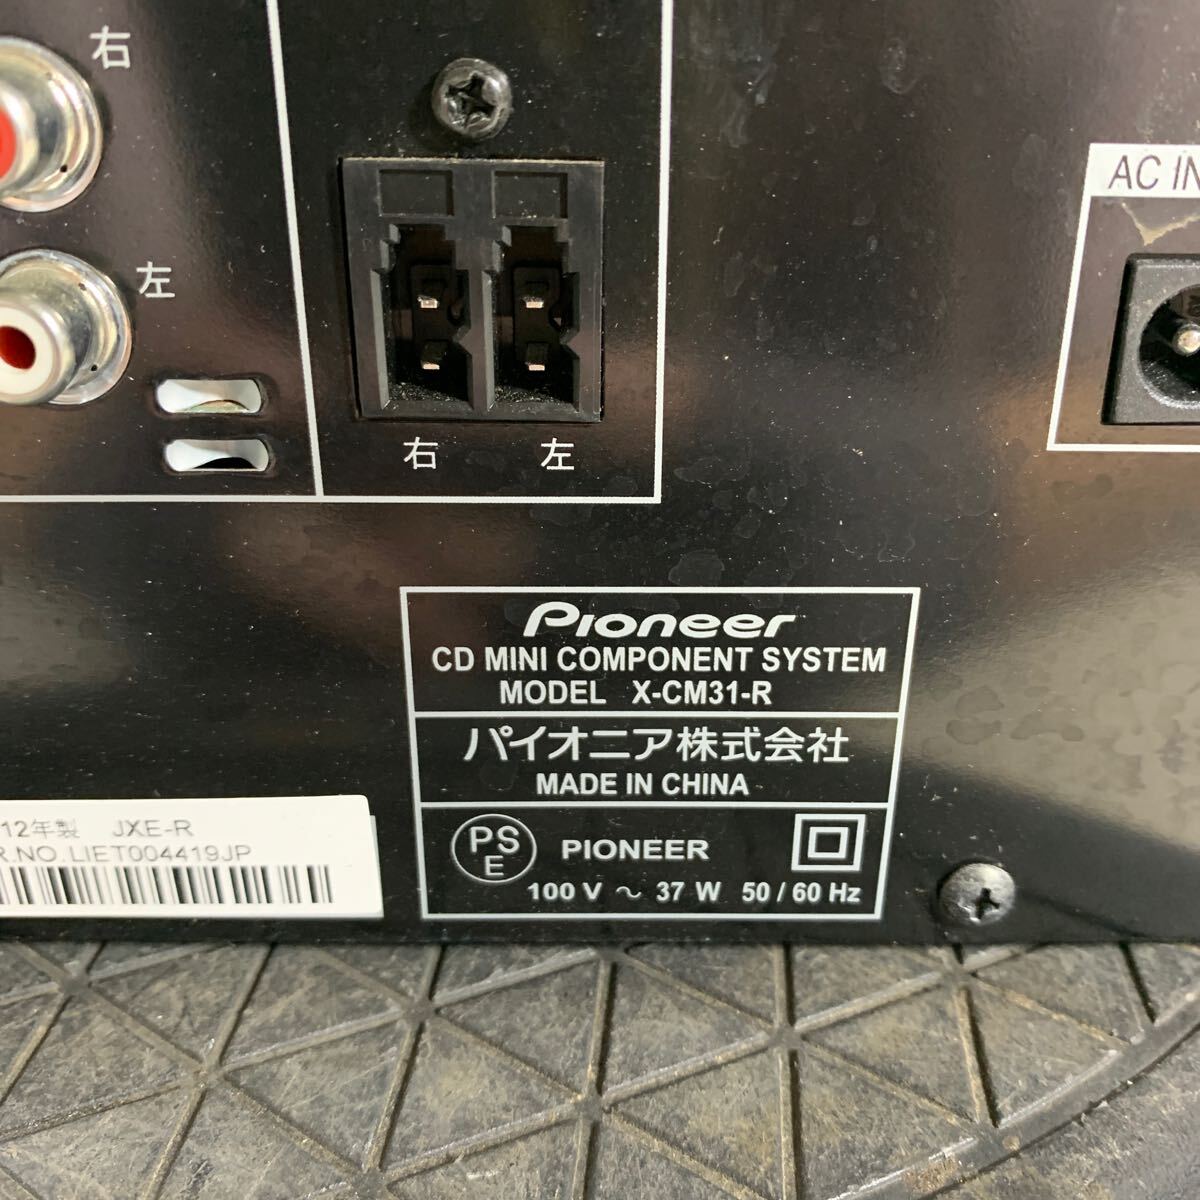 右
左
右 左
AC IN
Pioneer
CD MINI COMPONENT SYSTEM
MODEL X-CM31-R
パイオニア株式会社
MADE IN CHINA
PSE PIONEER
100 V ～ 37 W 50 / 60 Hz
12年製 JXE-R
R.NO.LIET004419JP